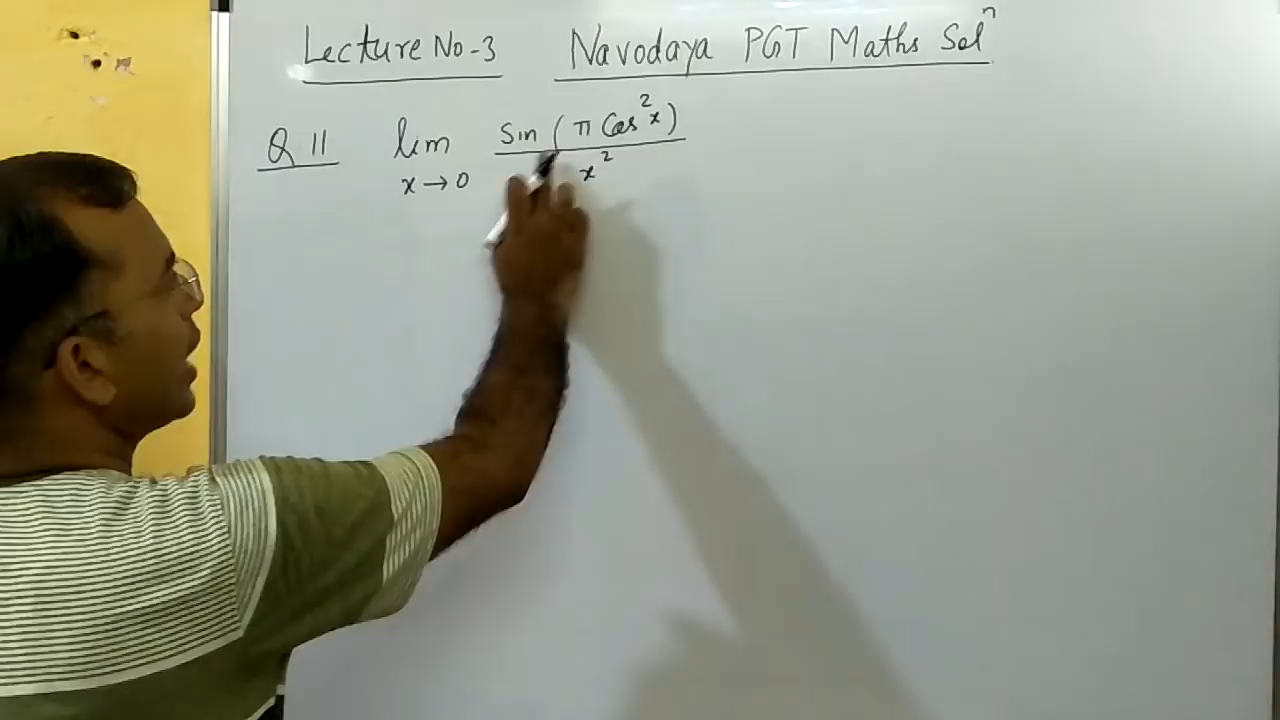 Lecture No-3 Navodaya PGT Maths Solⁿ
Q 11 lim sin (π Cos²x)
x→0 x²